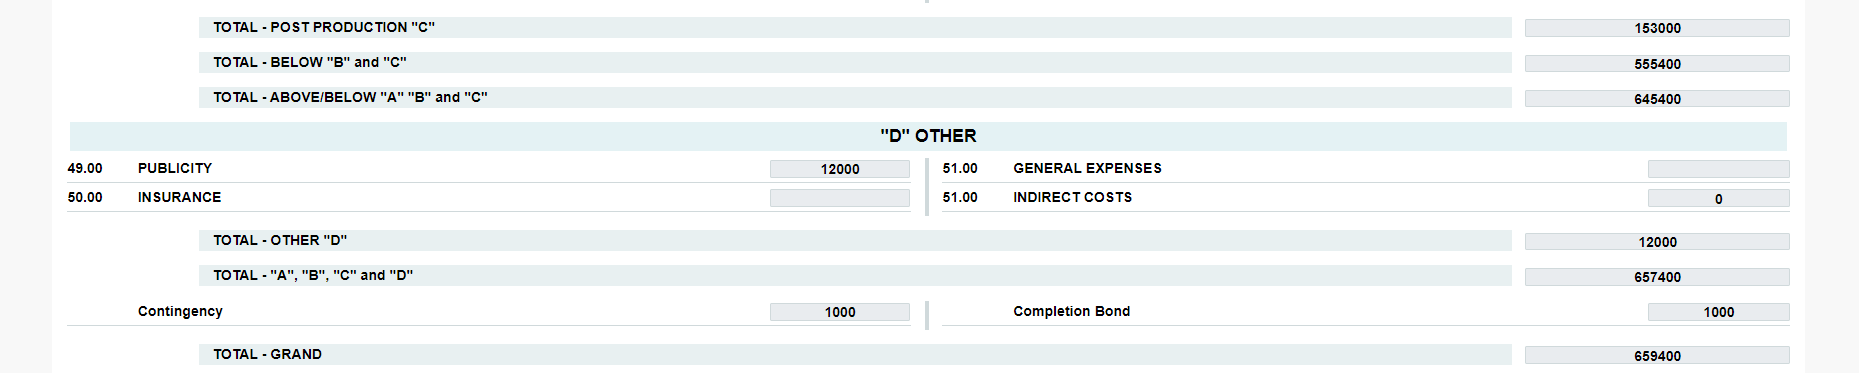 TOTAL - POST PRODUCTION "C" 153000
TOTAL - BELOW "B" and "C" 555400
TOTAL - ABOVE/BELOW "A" "B" and "C" 645400
"D" OTHER
49.00 PUBLICITY 12000 51.00 GENERAL EXPENSES
50.00 INSURANCE 51.00 INDIRECT COSTS 0
TOTAL - OTHER "D" 12000
TOTAL - "A", "B", "C" and "D" 657400
Contingency 1000 Completion Bond 1000
TOTAL - GRAND 659400